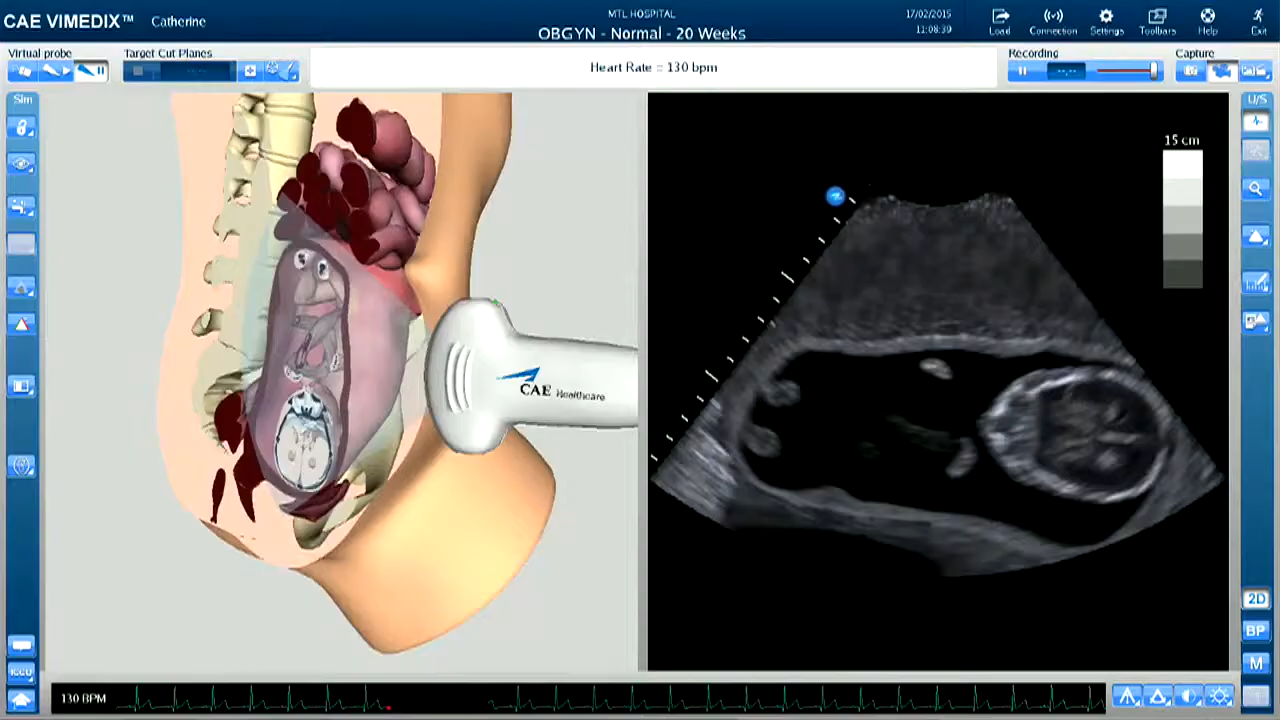 CAE VIMEDIX™ Catherine
MTL HOSPITAL
OBGYN - Normal - 20 Weeks
17/02/2015
11:08:39
Load Connection Settings Toolbars Help Exit
Virtual probe Target Cut Planes
Heart Rate = 130 bpm
Recording Capture
Sim
U/S
15 cm
CAE Healthcare
2D
BP
M
130 BPM